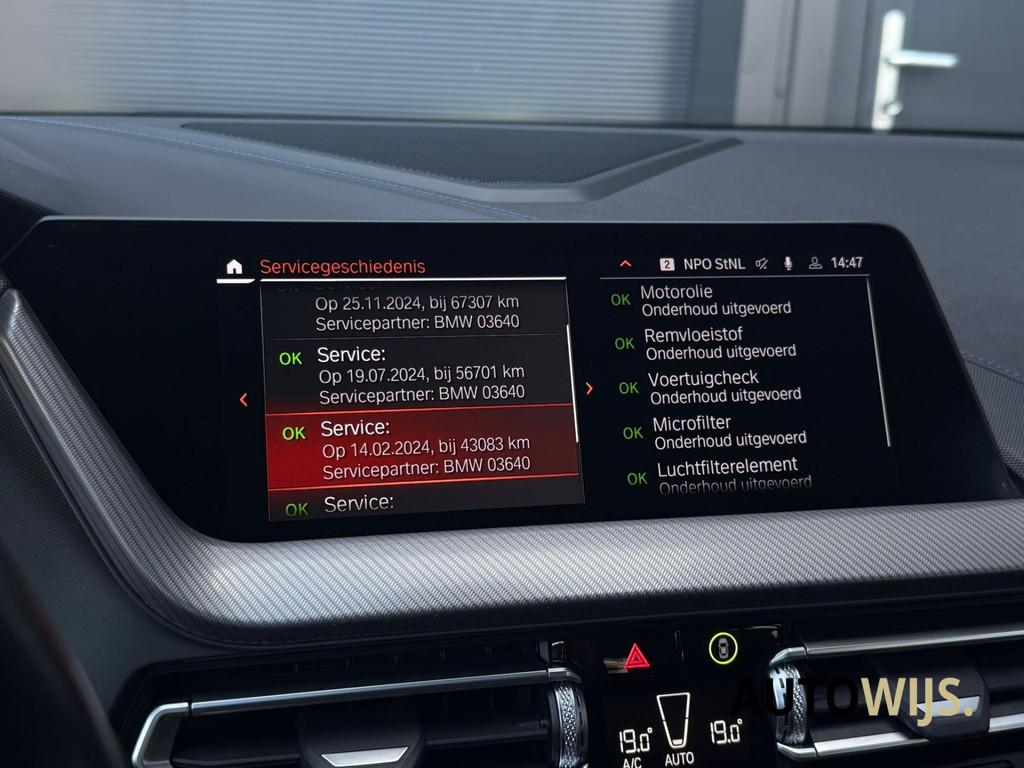 Servicegeschiedenis
2 NPO StNL 14:47
Op 25.11.2024, bij 67307 km
Servicepartner: BMW 03640
OK Service:
Op 19.07.2024, bij 56701 km
Servicepartner: BMW 03640
OK Service:
Op 14.02.2024, bij 43083 km
Servicepartner: BMW 03640
OK Service:
OK Motorolie
Onderhoud uitgevoerd
OK Remvloeistof
Onderhoud uitgevoerd
OK Voertuigcheck
Onderhoud uitgevoerd
OK Microfilter
Onderhoud uitgevoerd
OK Luchtfilterelement
Onderhoud uitgevoerd
19.0° 19.0°
A/C AUTO
AUTOWIJS.